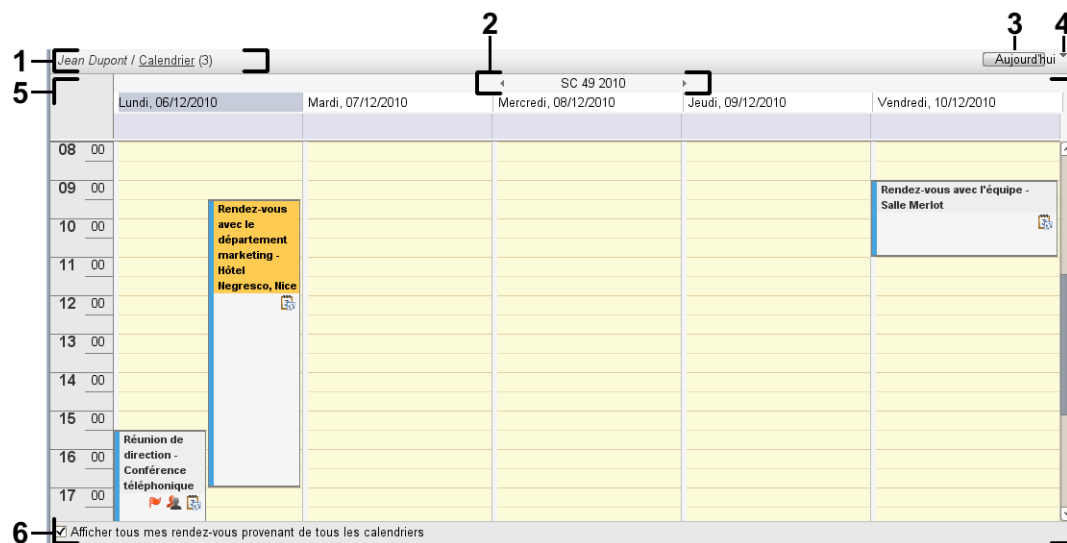 2
3
4
1
Jean Dupont / Calendrier (3)
Aujourd'hui
5
SC 49 2010
Lundi, 06/12/2010
Mardi, 07/12/2010
Mercredi, 08/12/2010
Jeudi, 09/12/2010
Vendredi, 10/12/2010
08 00
09 00
Rendez-vous avec l'équipe -
Salle Merlot
Rendez-vous
avec le
département
marketing -
Hôtel
Negresco, Nice
10 00
11 00
12 00
13 00
14 00
15 00
Réunion de
direction -
Conférence
téléphonique
16 00
17 00
6
Afficher tous mes rendez-vous provenant de tous les calendriers